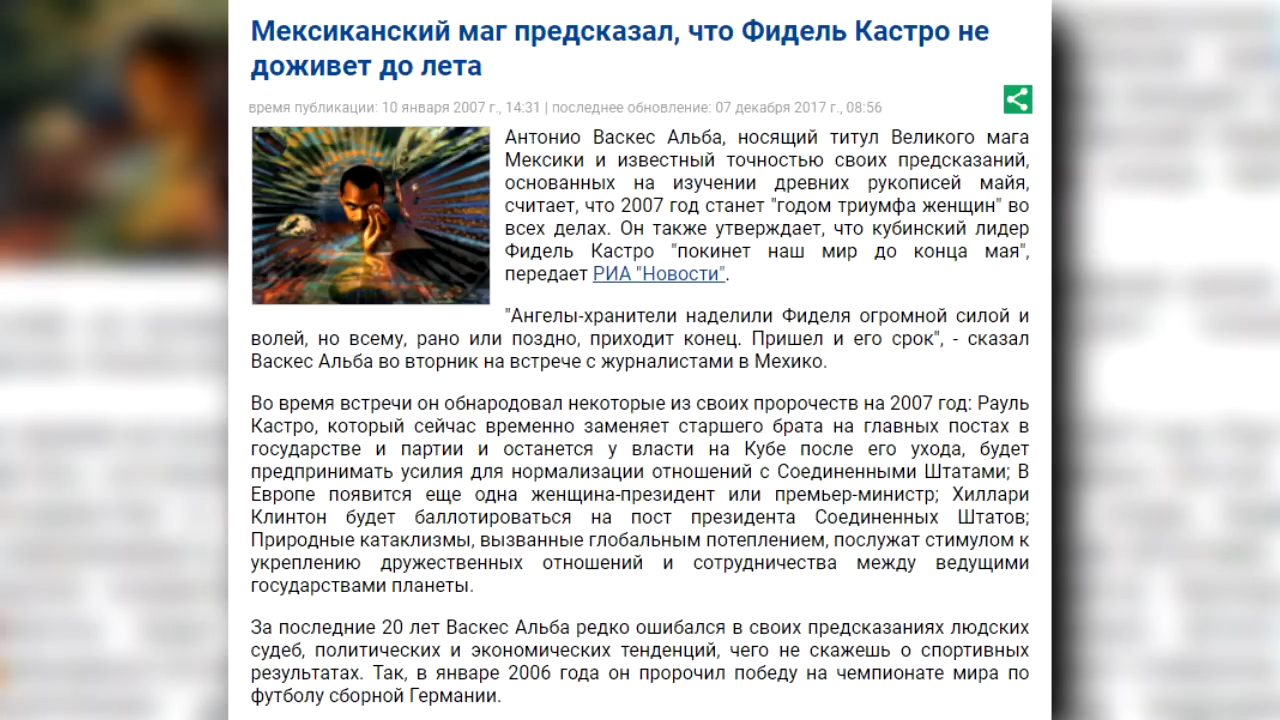 Мексиканский маг предсказал, что Фидель Кастро не
доживет до лета
время публикации: 10 января 2007 г., 14:31 | последнее обновление: 07 декабря 2017 г., 08:56
Антонио Васкес Альба, носящий титул Великого мага
Мексики и известный точностью своих предсказаний,
основанных на изучении древних рукописей майя,
считает, что 2007 год станет "годом триумфа женщин" во
всех делах. Он также утверждает, что кубинский лидер
Фидель Кастро "покинет наш мир до конца мая",
передает РИА "Новости".
"Ангелы-хранители наделили Фиделя огромной силой и
волей, но всему, рано или поздно, приходит конец. Пришел и его срок", - сказал
Васкес Альба во вторник на встрече с журналистами в Мехико.
Во время встречи он обнародовал некоторые из своих пророчеств на 2007 год: Рауль
Кастро, который сейчас временно заменяет старшего брата на главных постах в
государстве и партии и останется у власти на Кубе после его ухода, будет
предпринимать усилия для нормализации отношений с Соединенными Штатами; В
Европе появится еще одна женщина-президент или премьер-министр; Хиллари
Клинтон будет баллотироваться на пост президента Соединенных Штатов;
Природные катаклизмы, вызванные глобальным потеплением, послужат стимулом к
укреплению дружественных отношений и сотрудничества между ведущими
государствами планеты.
За последние 20 лет Васкес Альба редко ошибался в своих предсказаниях людских
судеб, политических и экономических тенденций, чего не скажешь о спортивных
результатах. Так, в январе 2006 года он пророчил победу на чемпионате мира по
футболу сборной Германии.